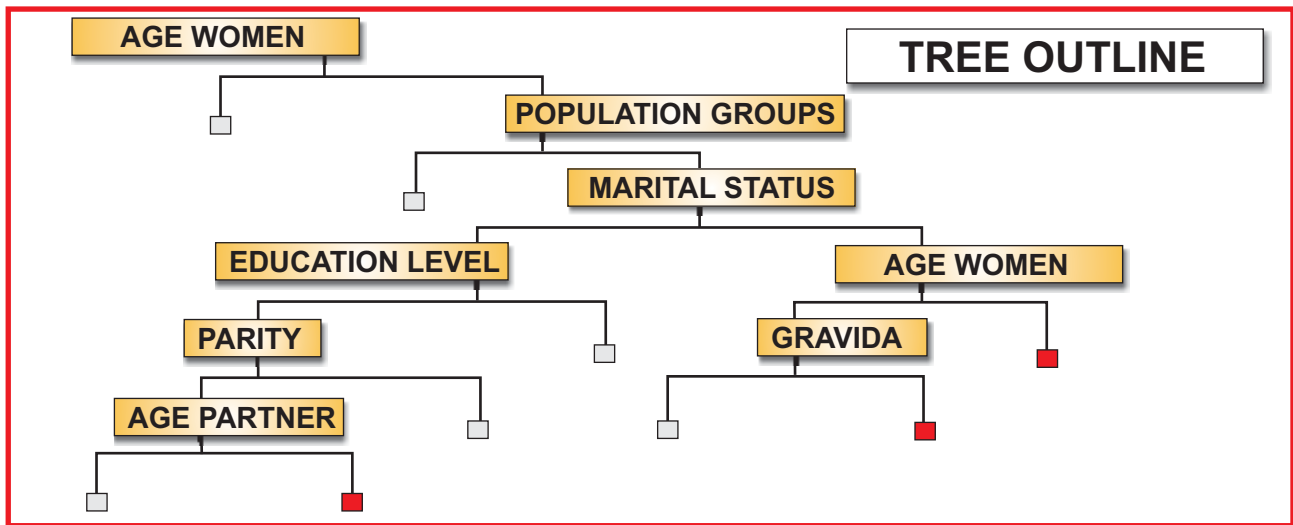 AGE WOMEN
TREE OUTLINE
POPULATION GROUPS
MARITAL STATUS
EDUCATION LEVEL
AGE WOMEN
PARITY
GRAVIDA
AGE PARTNER